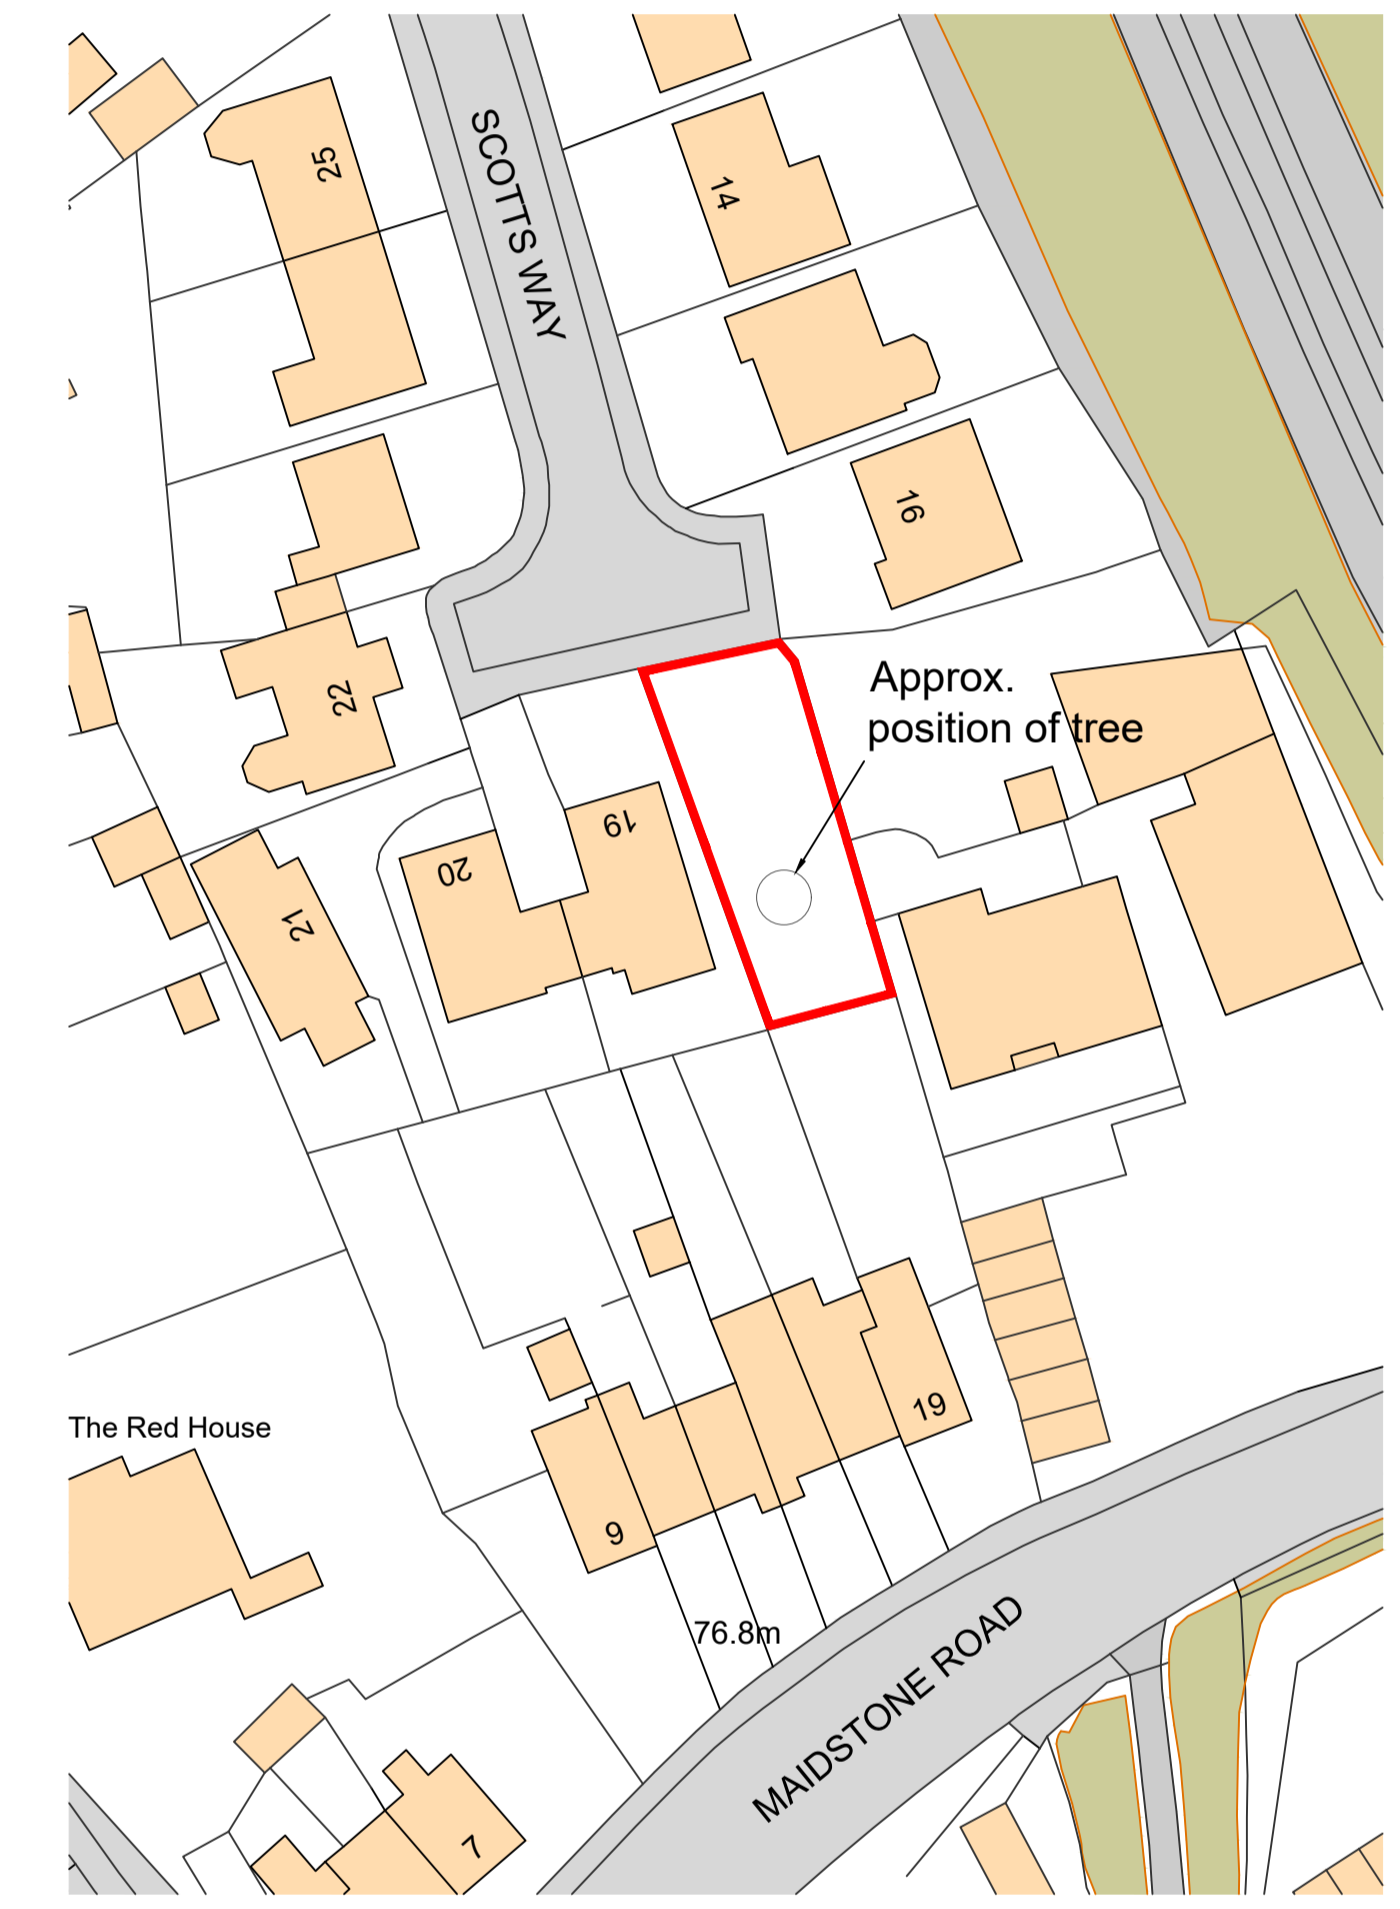 25
SCOTTS WAY
14
16
22
Approx.
position of tree
19
20
21
19
The Red House
9
76.8m
MAIDSTONE ROAD
7